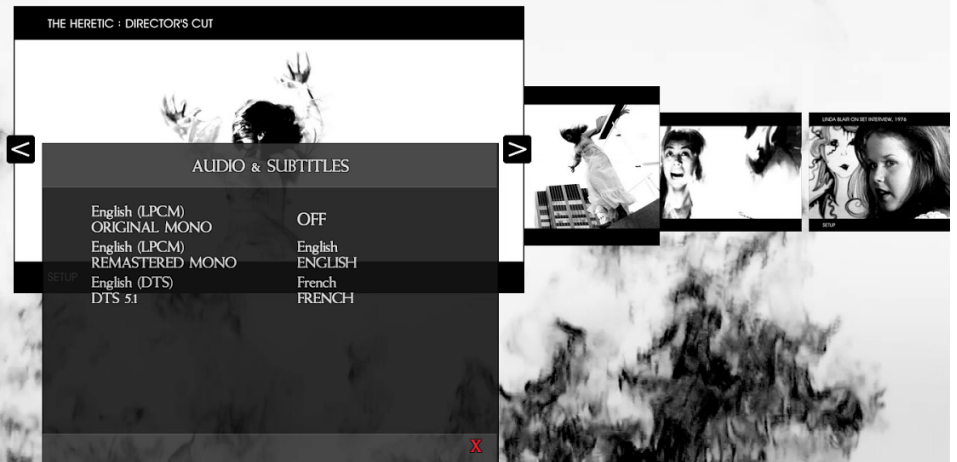 THE HERETIC : DIRECTOR'S CUT
LINDA BLAIR ON SET INTERVIEW, 1976
<
>
AUDIO & SUBTITLES
English (LPCM)
ORIGINAL MONO
OFF
English (LPCM)
REMASTERED MONO
English
ENGLISH
English (DTS)
DTS 5.1
French
FRENCH
SETUP
SETUP
X